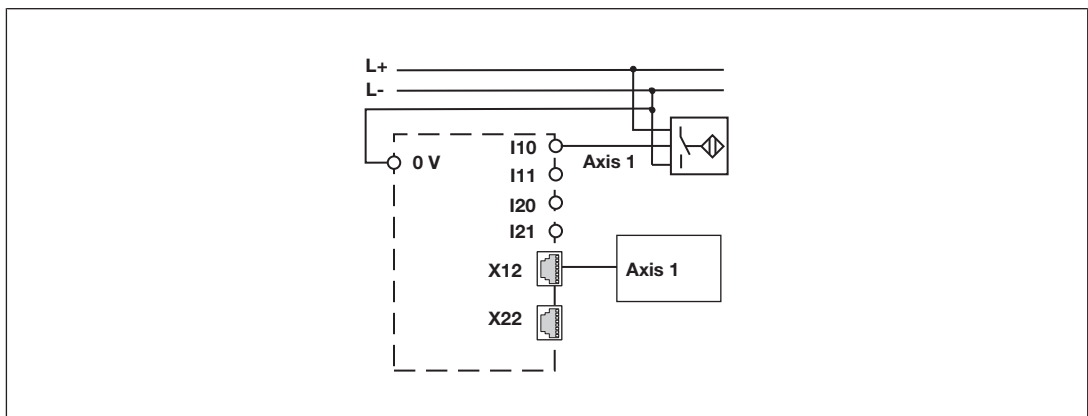 L+
L-
0 V
I10
Axis 1
I11
I20
I21
X12
Axis 1
X22